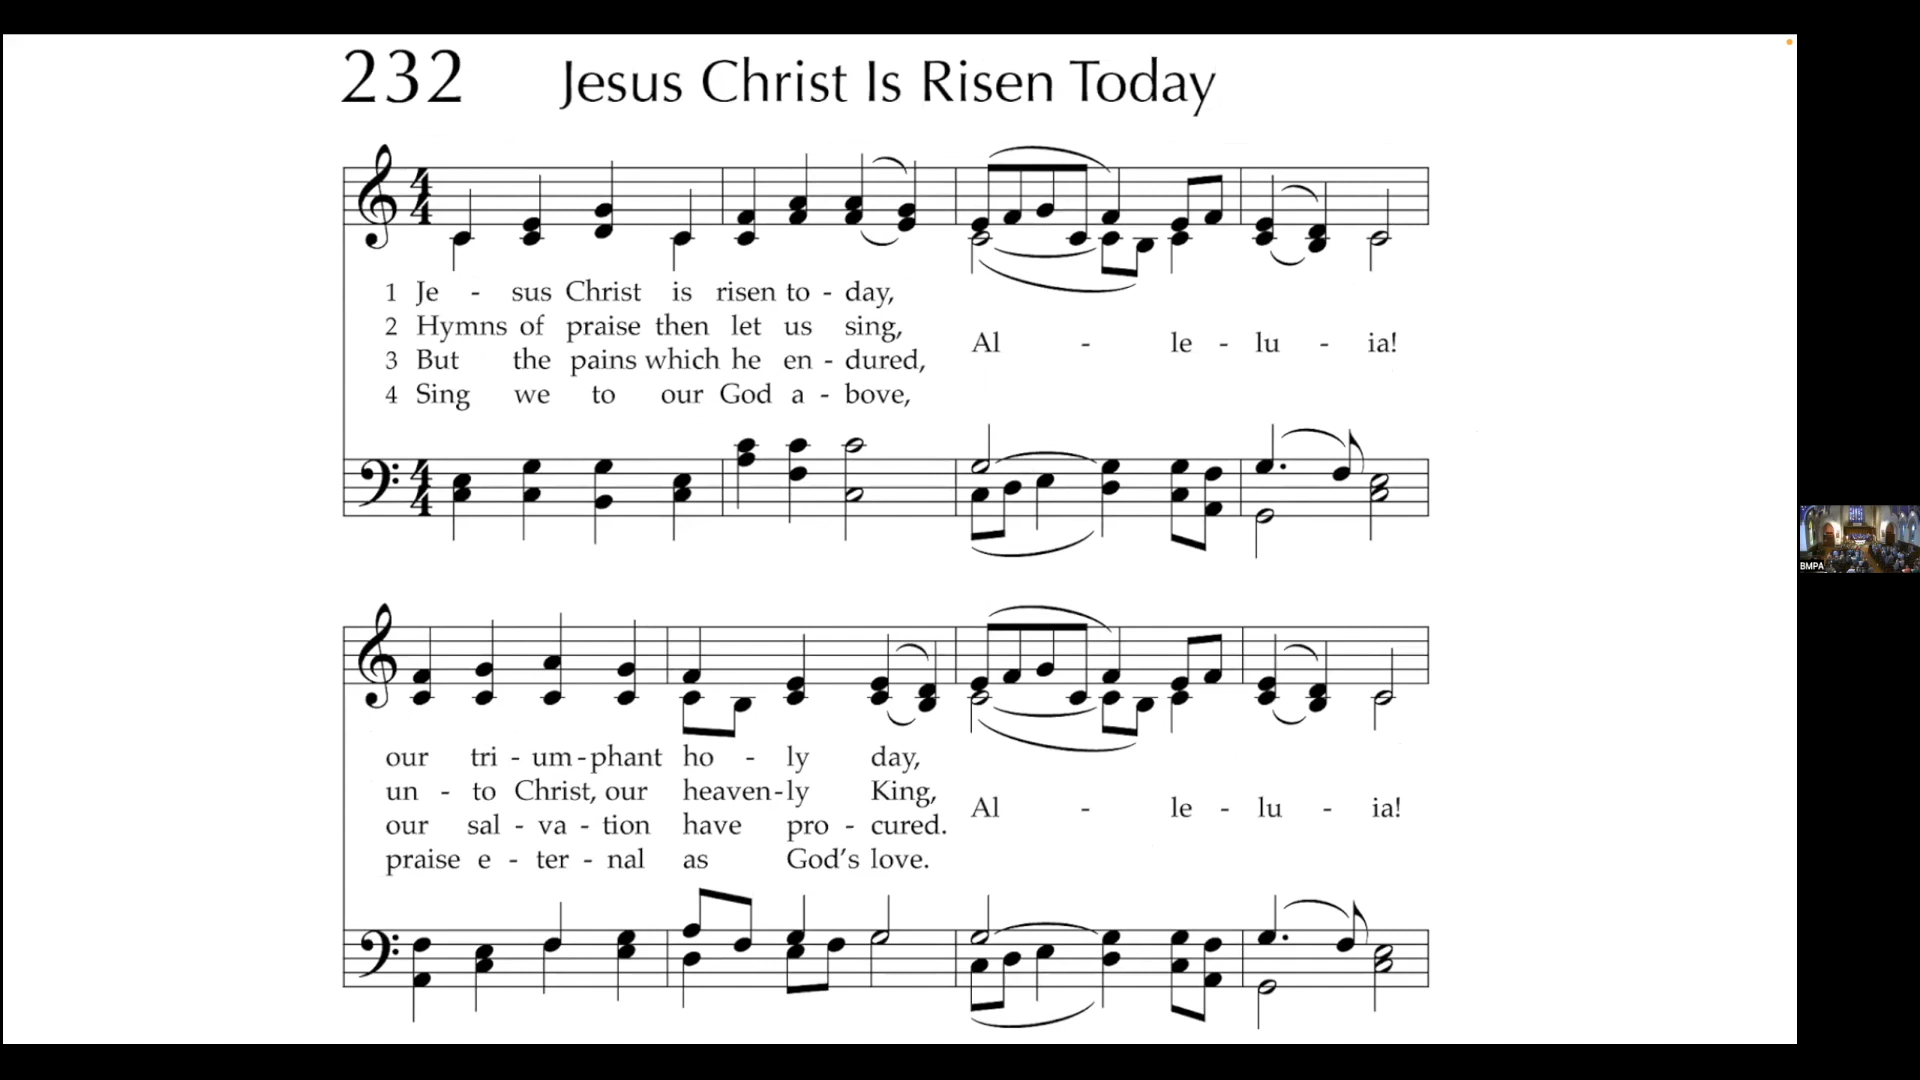 232 Jesus Christ Is Risen Today
1 Je - sus Christ is risen to - day,
2 Hymns of praise then let us sing,
3 But the pains which he en - dured,
4 Sing we to our God a - bove,
Al - le - lu - ia!
our tri - um - phant ho - ly day,
un - to Christ, our heaven - ly King,
our sal - va - tion have pro - cured.
praise e - ter - nal as God's love.
Al - le - lu - ia!
BMPA